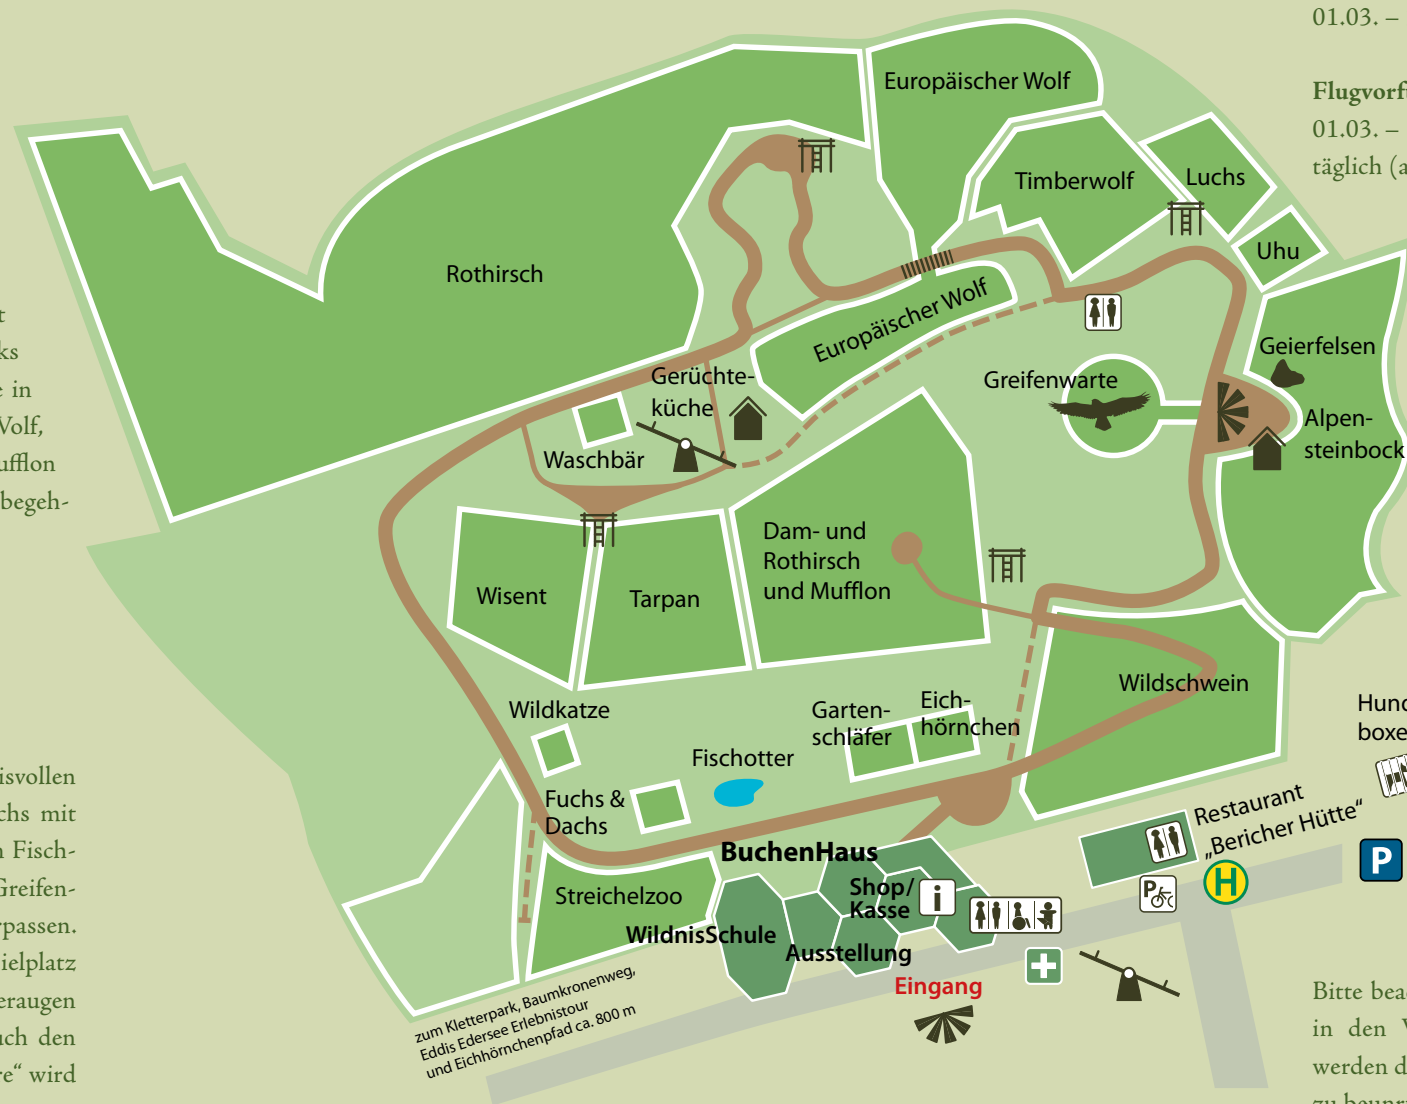 01.03. –
Flugvorf
01.03. –
täglich (a
Europäischer Wolf
Timberwolf
Luchs
Uhu
Rothirsch
Europäischer Wolf
Geierfelsen
Gerüchte-
küche
Greifenwarte
Alpen-
steinbock
Waschbär
t
ks
e in
Wolf,
ufflon
begeh-
Dam- und
Rothirsch
und Mufflon
Wisent
Tarpan
Wildschwein
Wildkatze
Garten-
schläfer
Eich-
hörnchen
Fischotter
Hund
boxe
Fuchs &
Dachs
Restaurant
„Bericher Hütte“
BuchenHaus
P
H
P
Shop/
Kasse
i
Streichelzoo
WildnisSchule
Ausstellung
Eingang
zum Kletterpark, Baumkronenweg,
Eddis Edersee Erlebnistour
und Eichhörnchenpfad ca. 800 m
isvollen
chs mit
n Fisch-
Greifen-
rpassen.
ielplatz
eraugen
uch den
re“ wird
Bitte bea
in den W
werden d
zu beunr